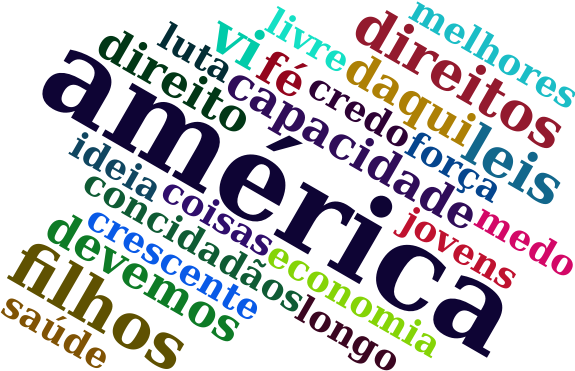 melhores
livre
direitos
vi
luta
fé
daqui
direito
credo
leis
capacidade
força
américa
ideia
coisas
jovens
medo
concidadãos
crescente
economia
devemos
longo
filhos
saúde